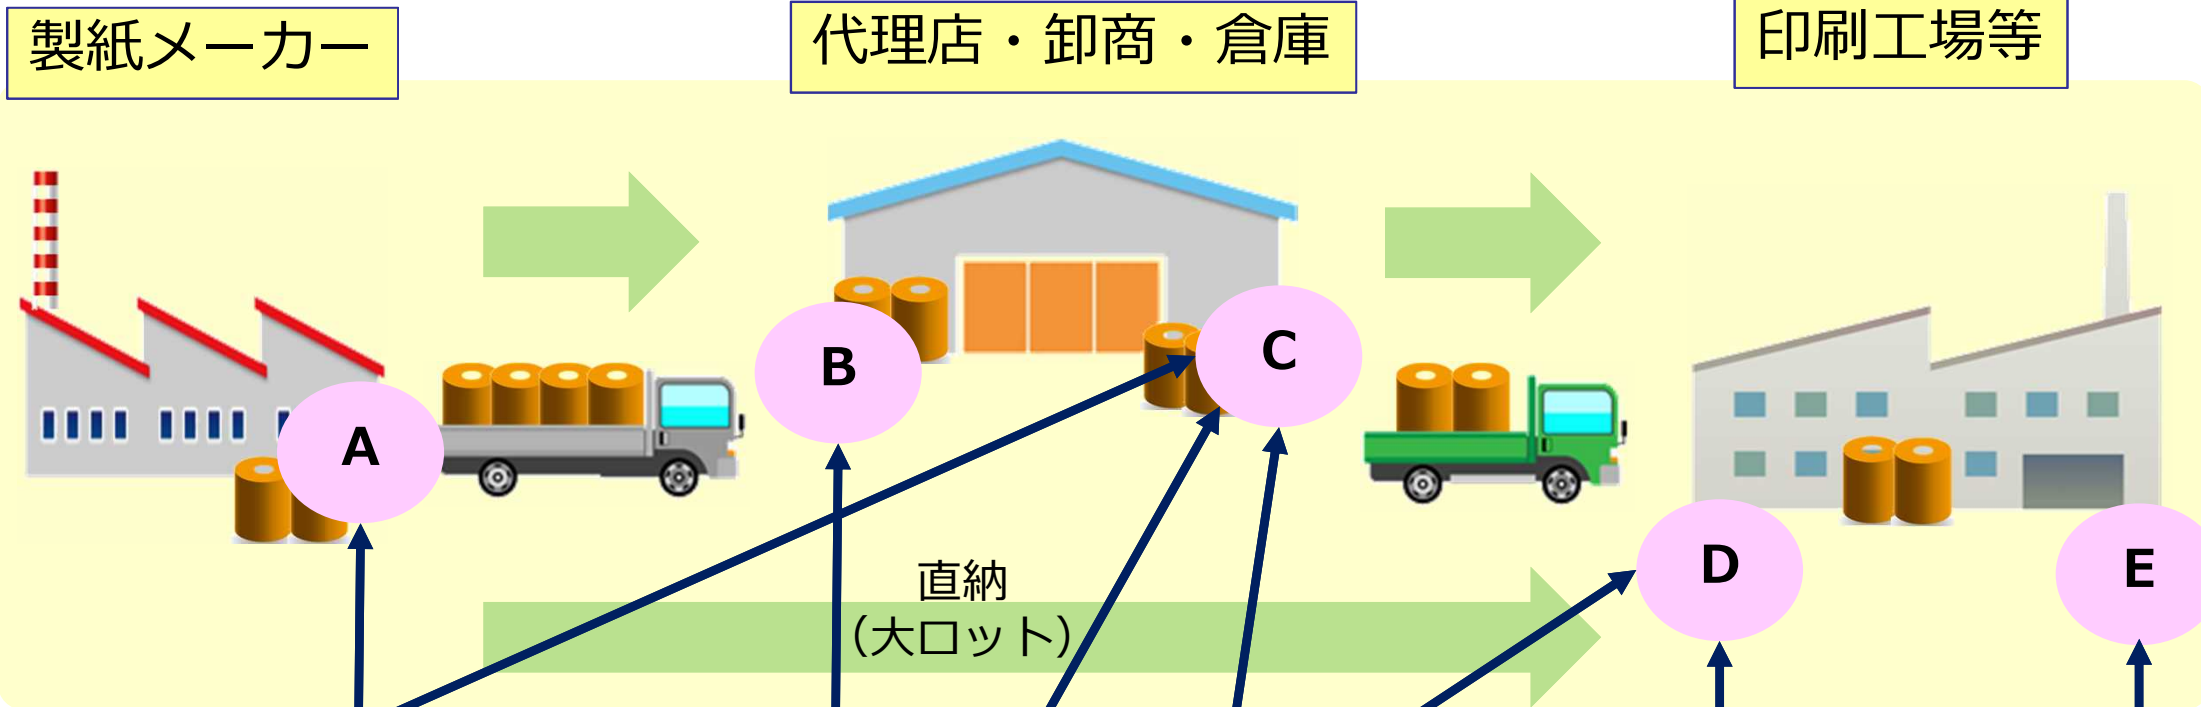 製紙メーカー
代理店・卸商・倉庫
印刷工場等
A
B
C
D
E
直納
（大ロット）